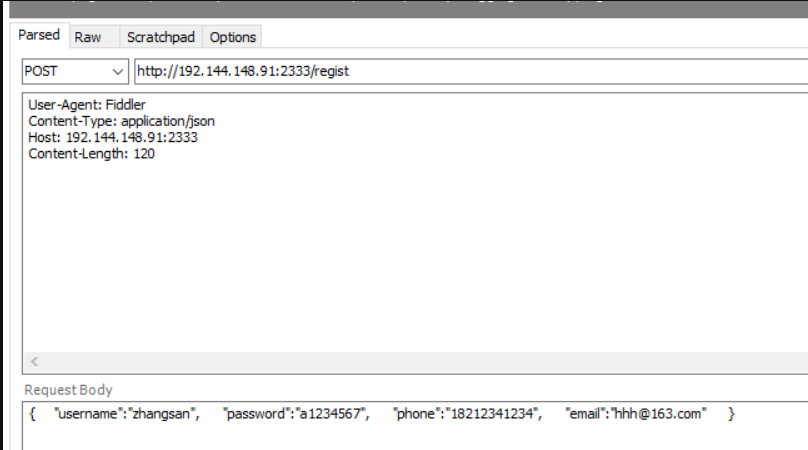 Parsed Raw Scratchpad Options
POST http://192.144.148.91:2333/regist
User-Agent: Fiddler
Content-Type: application/json
Host: 192.144.148.91:2333
Content-Length: 120
Request Body
{ "username":"zhangsan", "password":"a1234567", "phone":"18212341234", "email":"hhh@163.com" }